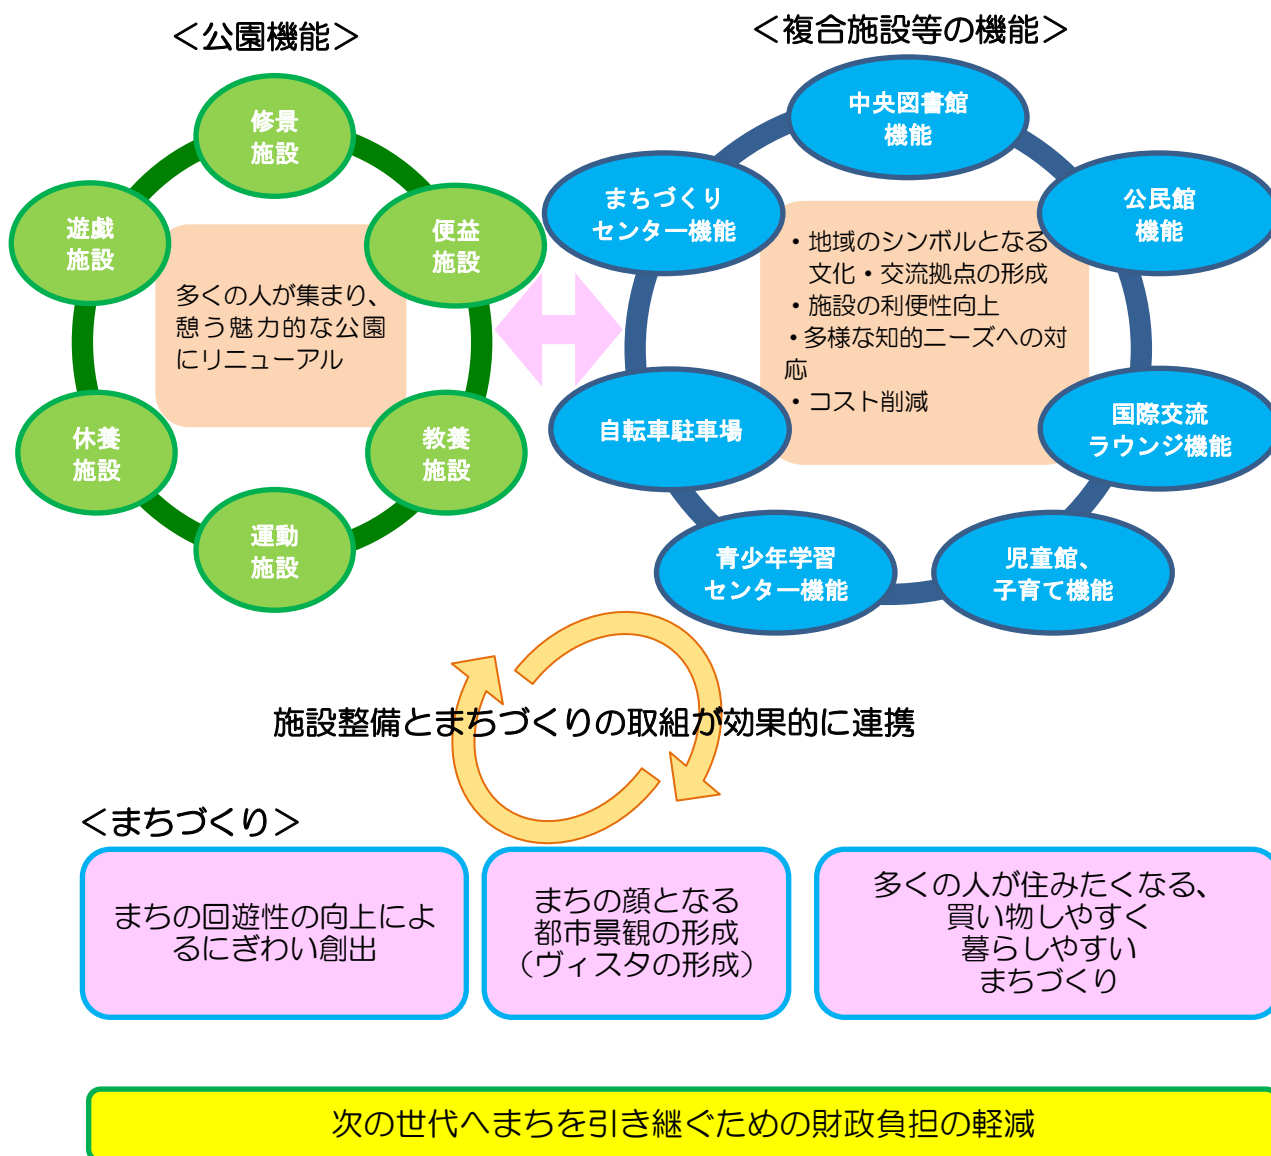 ＜公園機能＞
修景
施設
遊戯
施設
便益
施設
多くの人が集まり、
憩う魅力的な公園
にリニューアル
休養
施設
教養
施設
運動
施設
＜複合施設等の機能＞
中央図書館
機能
まちづくり
センター機能
公民館
機能
・地域のシンボルとなる
文化・交流拠点の形成
・施設の利便性向上
・多様な知的ニーズへの対
応
・コスト削減
自転車駐車場
国際交流
ラウンジ機能
青少年学習
センター機能
児童館、
子育て機能
施設整備とまちづくりの取組が効果的に連携
＜まちづくり＞
まちの回遊性の向上によ
るにぎわい創出
まちの顔となる
都市景観の形成
（ヴィスタの形成）
多くの人が住みたくなる、
買い物しやすく
暮らしやすい
まちづくり
次の世代へまちを引き継ぐための財政負担の軽減